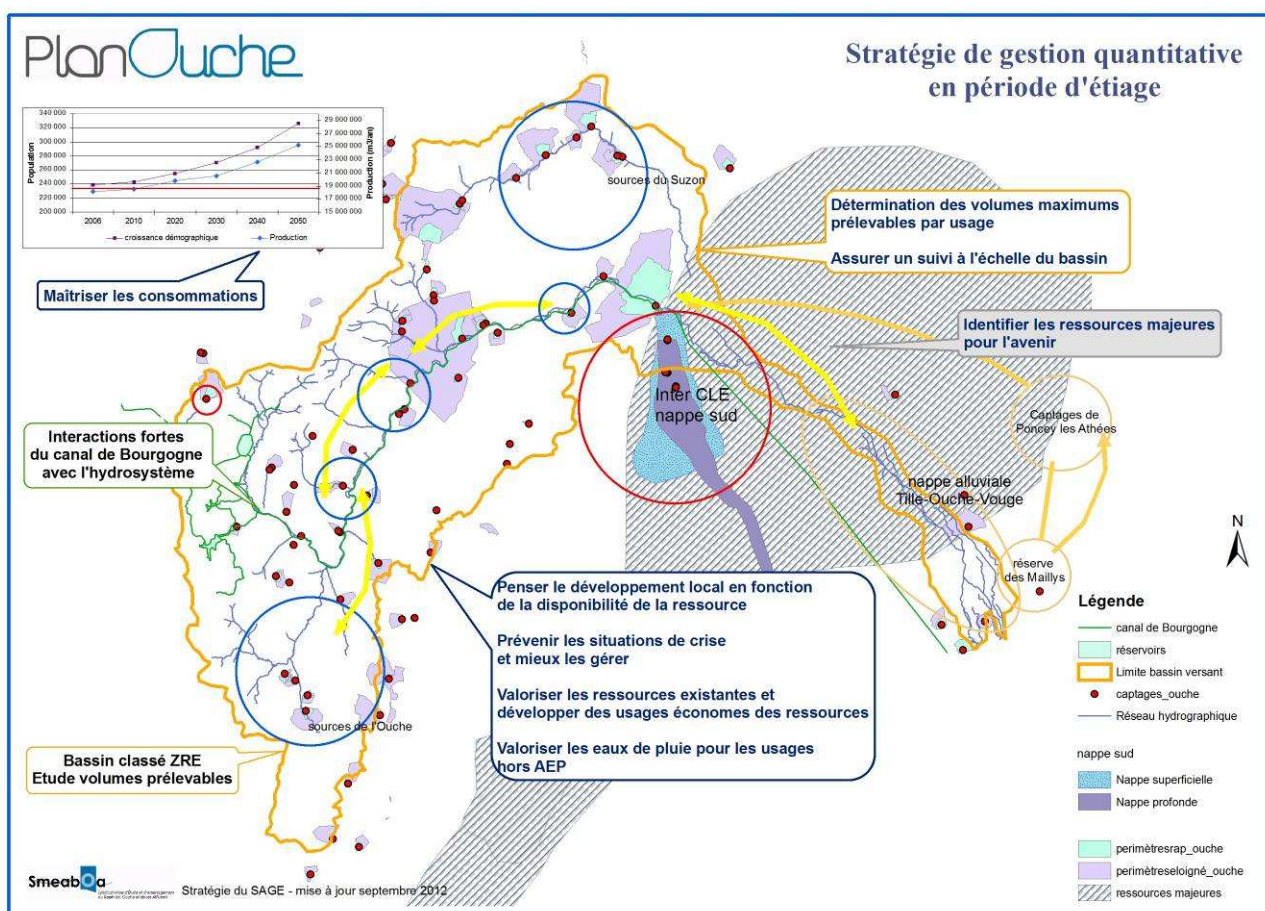 PlanOuche
Stratégie de gestion quantitative
en période d'étiage
340 000
320 000
300 000
280 000
260 000
240 000
220 000
200 000
Population
29 000 000
27 000 000
25 000 000
23 000 000
21 000 000
19 000 000
17 000 000
15 000 000
Production (m3/an)
2006 2010 2020 2030 2040 2050
croissance démographique Production
Maîtriser les consommations
sources du Suzon
Détermination des volumes maximums
prélevables par usage
Assurer un suivi à l'échelle du bassin
Identifier les ressources majeures
pour l'avenir
Inter CLE
nappe sud
Captages de
Poncey les Athées
Interactions fortes
du canal de Bourgogne
avec l'hydrosystème
nappe alluviale
Tille-Ouche-Vouge
réserve
des Maillys
N
Penser le développement local en fonction
de la disponibilité de la ressource
Prévenir les situations de crise
et mieux les gérer
Valoriser les ressources existantes et
développer des usages économes des ressources
Valoriser les eaux de pluie pour les usages
hors AEP
sources de l'Ouche
Bassin classé ZRE
Etude volumes prélevables
Légende
canal de Bourgogne
réservoirs
Limite bassin versant
captages_ouche
Réseau hydrographique
nappe sud
Nappe superficielle
Nappe profonde
perimètresrap_ouche
perimètreseloigné_ouche
ressources majeures
Smeaboa
Stratégie du SAGE - mise à jour septembre 2012